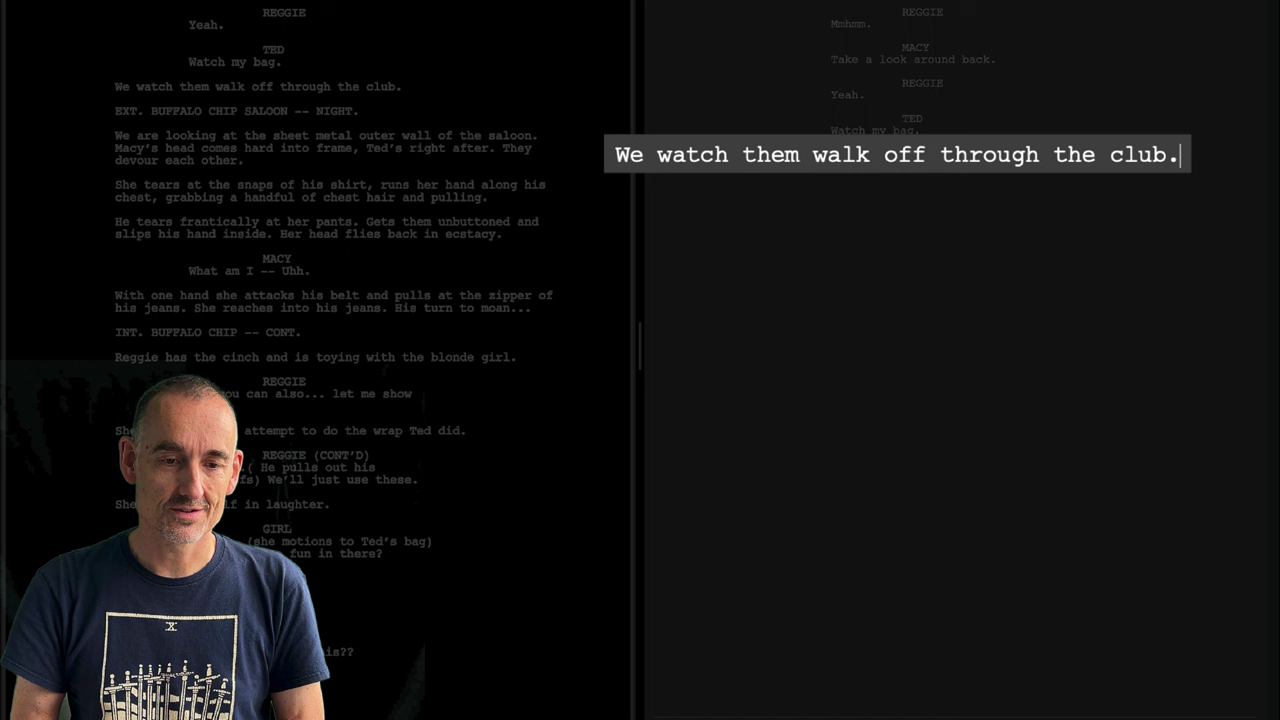 REGGIE
Yeah.
TED
Watch my bag.
We watch them walk off through the club.
EXT. BUFFALO CHIP SALOON -- NIGHT.
We are looking at the sheet metal outer wall of the saloon.
Macy's head comes hard into frame, Ted's right after. They
devour each other.
She tears at the snaps of his shirt, runs her hand along his
chest, grabbing a handful of chest hair and pulling.
He tears frantically at her pants. Gets them unbuttoned and
slips his hand inside. Her head flies back in ecstacy.
MACY
What am I -- Uhh.
With one hand she attacks his belt and pulls at the zipper of
his jeans. She reaches into his jeans. His turn to moan...
INT. BUFFALO CHIP -- CONT.
Reggie has the cinch and is toying with the blonde girl.
REGGIE
you can also... let me show
attempt to do the wrap Ted did.
REGGIE (CONT'D)
( He pulls out his
We'll just use these.
in laughter.
GIRL
(she motions to Ted's bag)
fun in there?
REGGIE
Mmhmm.
MACY
Take a look around back.
REGGIE
Yeah.
TED
Watch my bag.
We watch them walk off through the club.